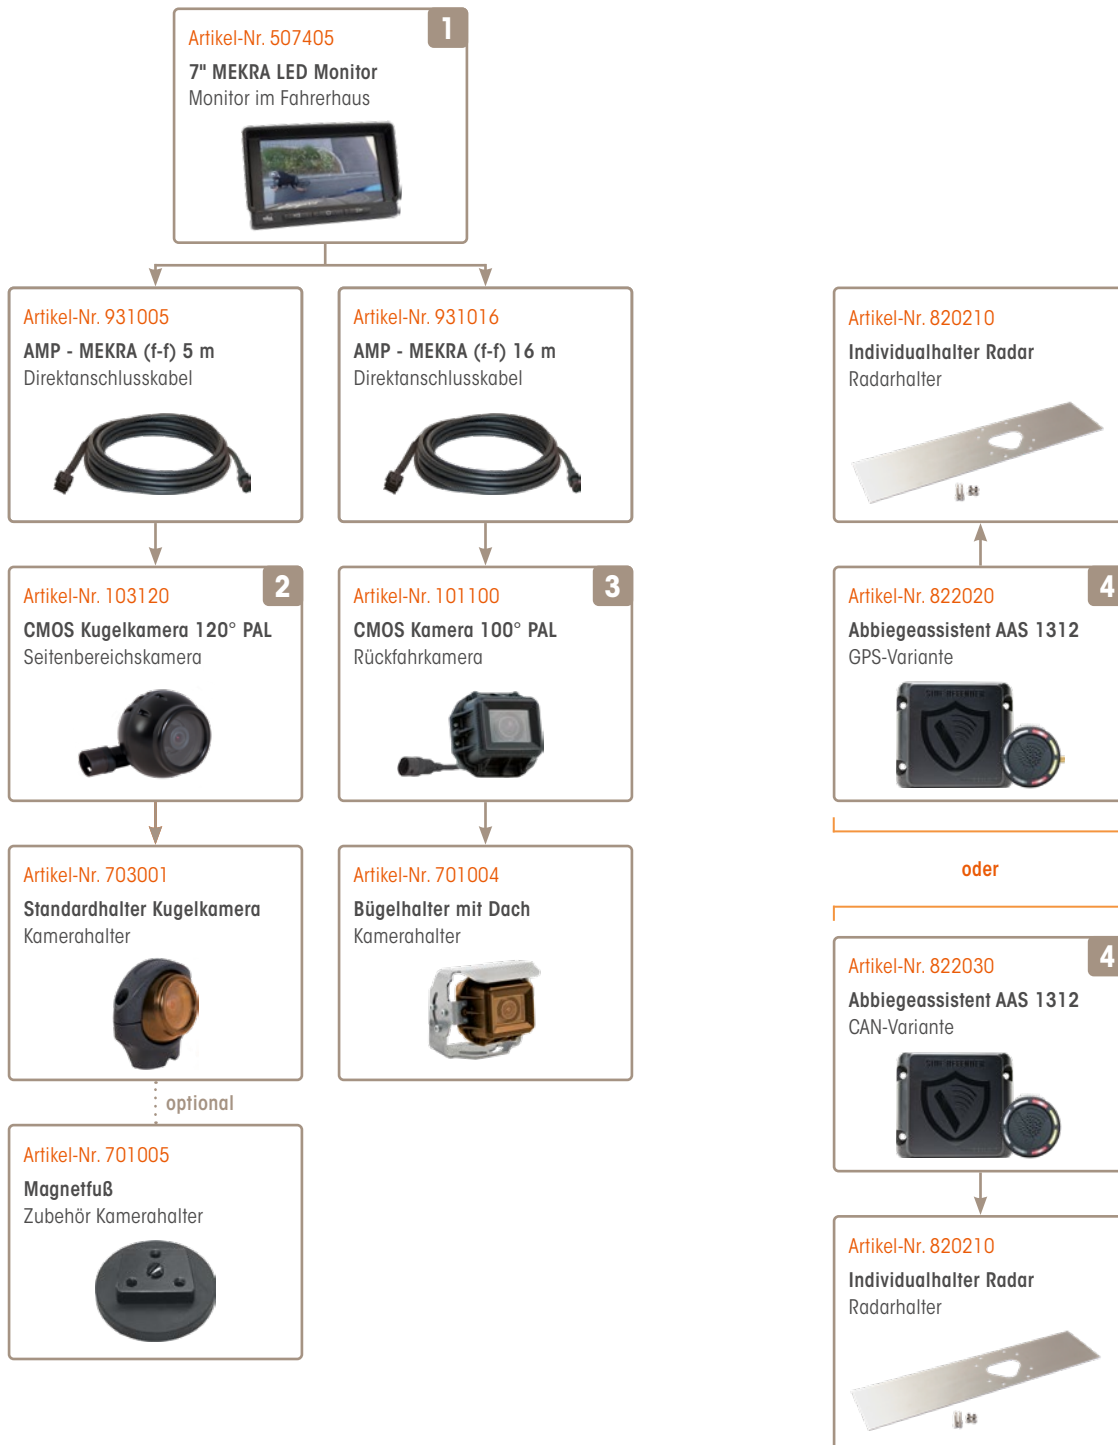 1
Artikel-Nr. 507405
7" MEKRA LED Monitor
Monitor im Fahrerhaus
Artikel-Nr. 931005
AMP - MEKRA (f-f) 5 m
Direktanschlusskabel
Artikel-Nr. 931016
AMP - MEKRA (f-f) 16 m
Direktanschlusskabel
2
Artikel-Nr. 103120
CMOS Kugelkamera 120° PAL
Seitenbereichskamera
3
Artikel-Nr. 101100
CMOS Kamera 100° PAL
Rückfahrkamera
Artikel-Nr. 703001
Standardhalter Kugelkamera
Kamerahalter
Artikel-Nr. 701004
Bügelhalter mit Dach
Kamerahalter
optional
Artikel-Nr. 701005
Magnetfuß
Zubehör Kamerahalter
Artikel-Nr. 820210
Individualhalter Radar
Radarhalter
4
Artikel-Nr. 822020
Abbiegeassistent AAS 1312
GPS-Variante
SIDE DEFENDER
oder
4
Artikel-Nr. 822030
Abbiegeassistent AAS 1312
CAN-Variante
SIDE DEFENDER
Artikel-Nr. 820210
Individualhalter Radar
Radarhalter